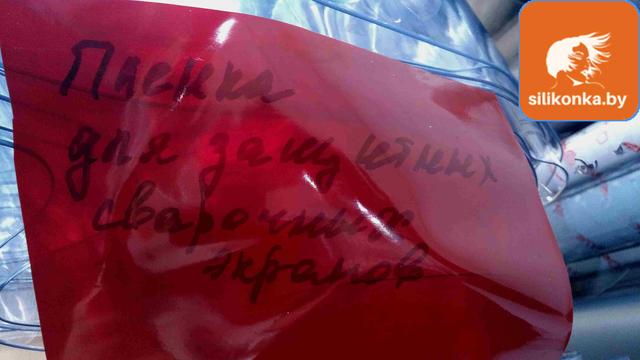 Пленка
для защитных
сварочных
экранов
silikonka.by